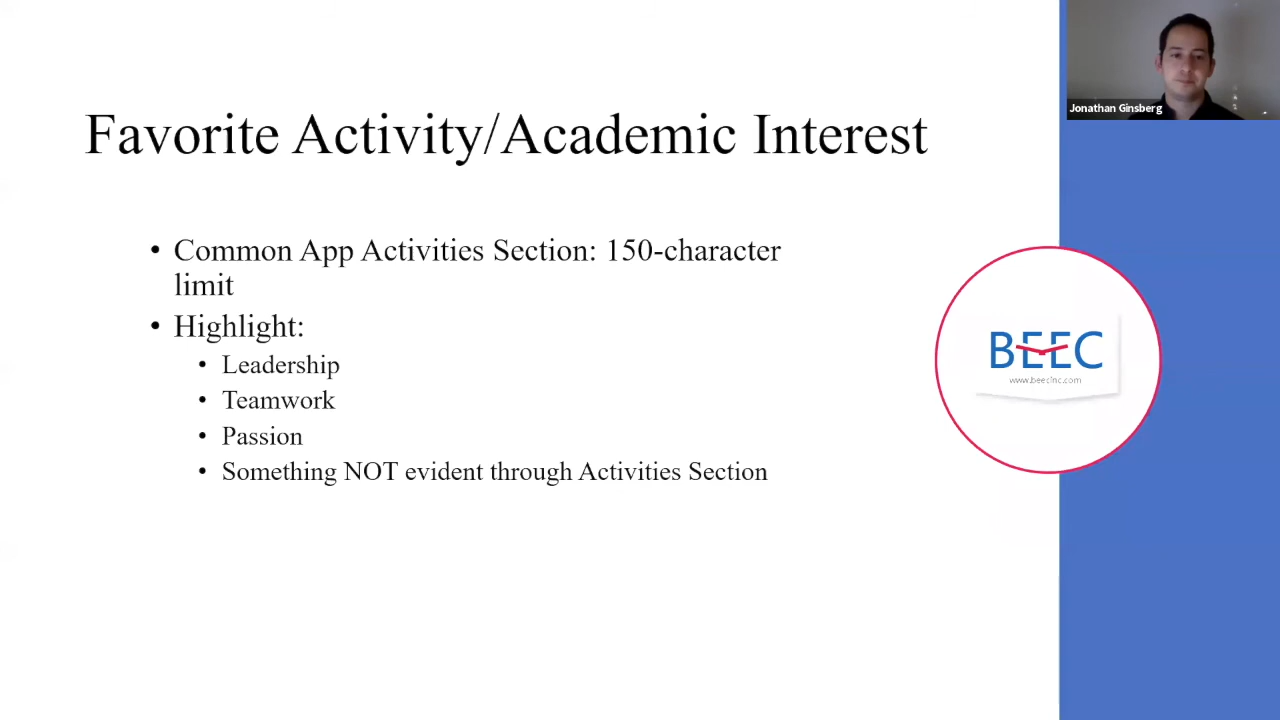 Jonathan Ginsberg
Favorite Activity/Academic Interest
• Common App Activities Section: 150-character
limit
• Highlight:
• Leadership
• Teamwork
• Passion
• Something NOT evident through Activities Section
BEEC
www.beecinc.com